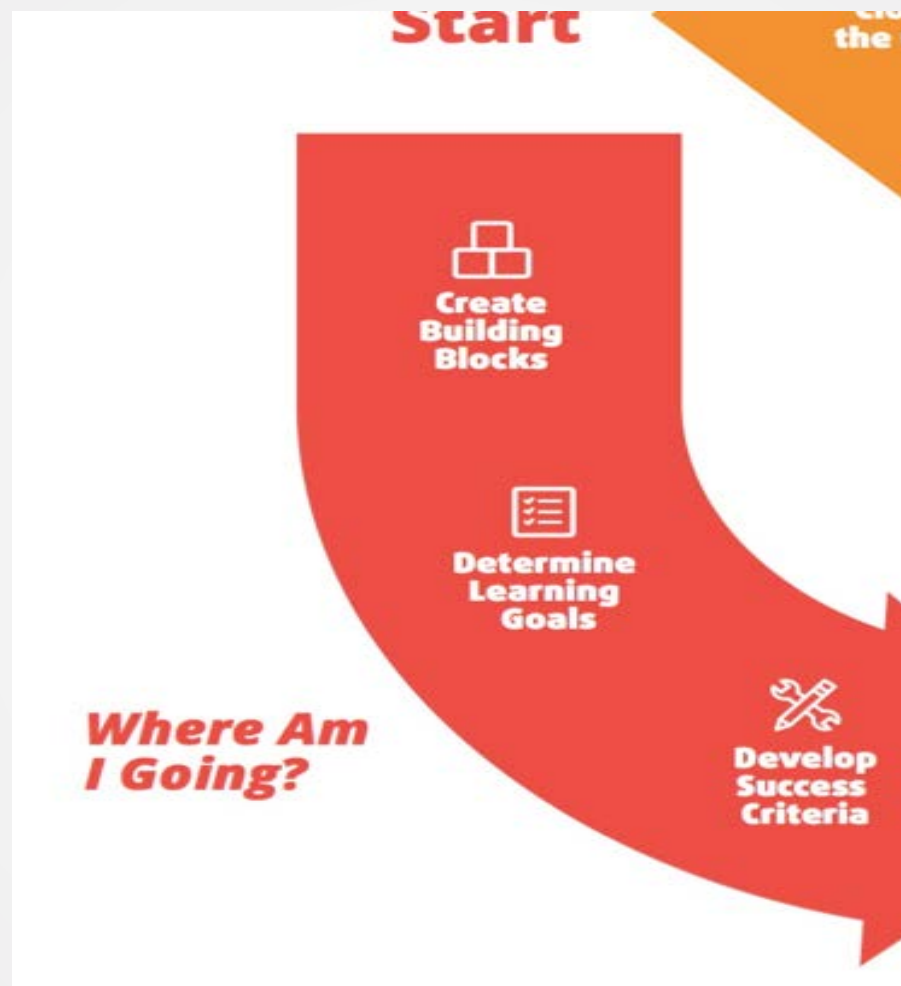 Start
the
Create
Building
Blocks
Determine
Learning
Goals
Where Am
I Going?
Develop
Success
Criteria